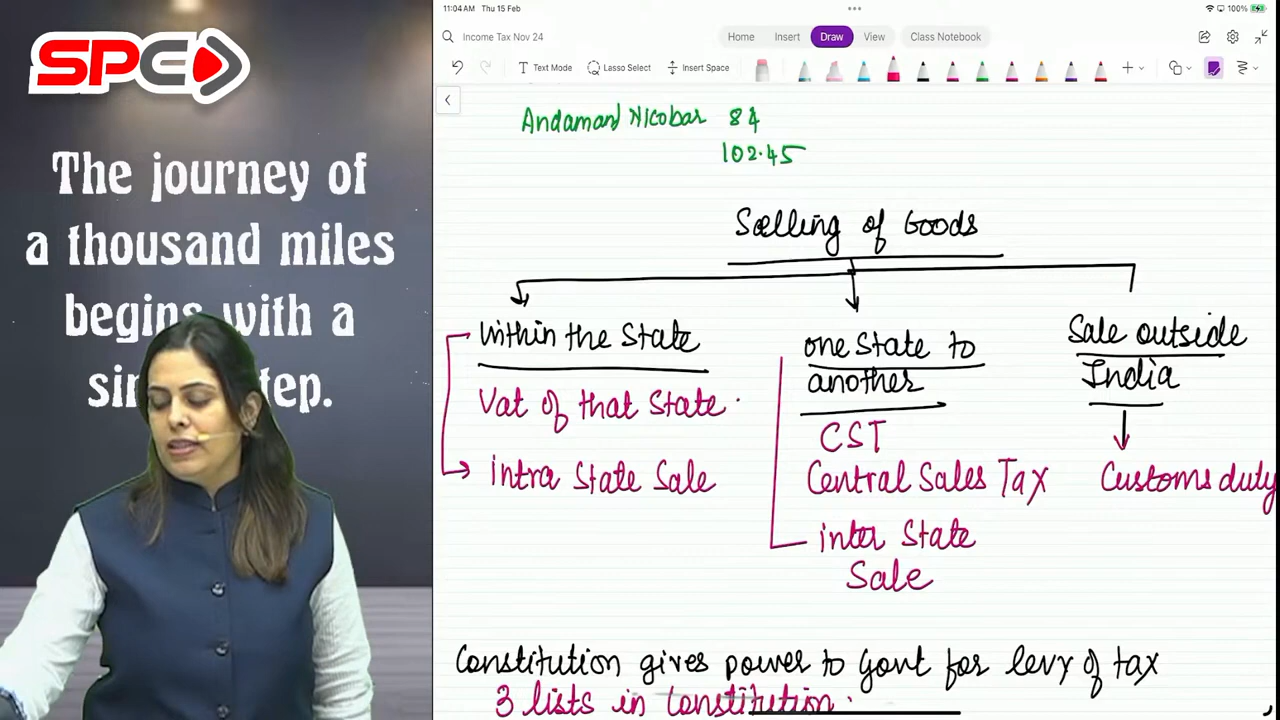 SPC
The journey of
a thousand miles
begins with a
tep.
11:04 AM Thu 15 Feb
100%
Income Tax Nov 24
Home Insert Draw View Class Notebook
Text Mode Lasso Select Insert Space
Andamand Nicobar 84
102.45
Selling of Goods
within the State
Vat of that State
intra State Sale
one State to
another
CST
Central Sales Tax
inter State
Sale
Sale outside
India
Customs duty
Constitution gives power to Govt for levy of tax
3 lists in Constitution.